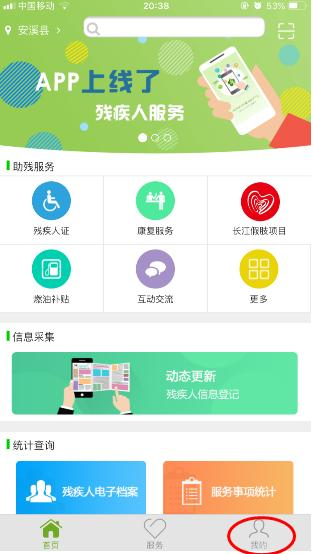 中国移动 20:38 53%
安溪县
APP上线了
残疾人服务
助残服务
残疾人证 康复服务 长江假肢项目
燃油补贴 互动交流 更多
信息采集
动态更新
残疾人信息登记
统计查询
残疾人电子档案 服务事项统计
首页 服务 我的